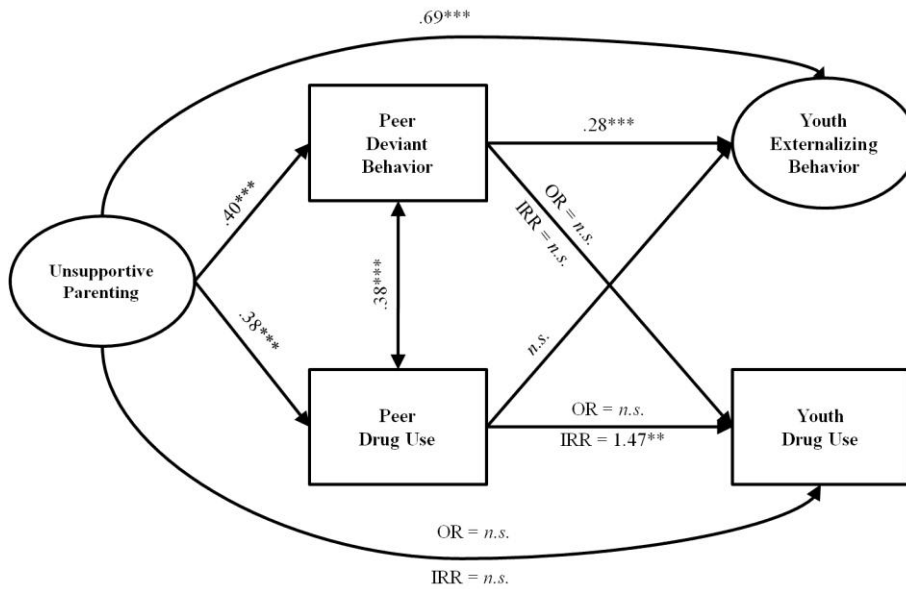 .69***
Peer
Deviant
Behavior
.28***
Youth
Externalizing
Behavior
.40***
OR = n.s.
IRR = n.s.
Unsupportive
Parenting
.38***
.38***
n.s.
Peer
Drug Use
OR = n.s.
IRR = 1.47**
Youth
Drug Use
OR = n.s.
IRR = n.s.